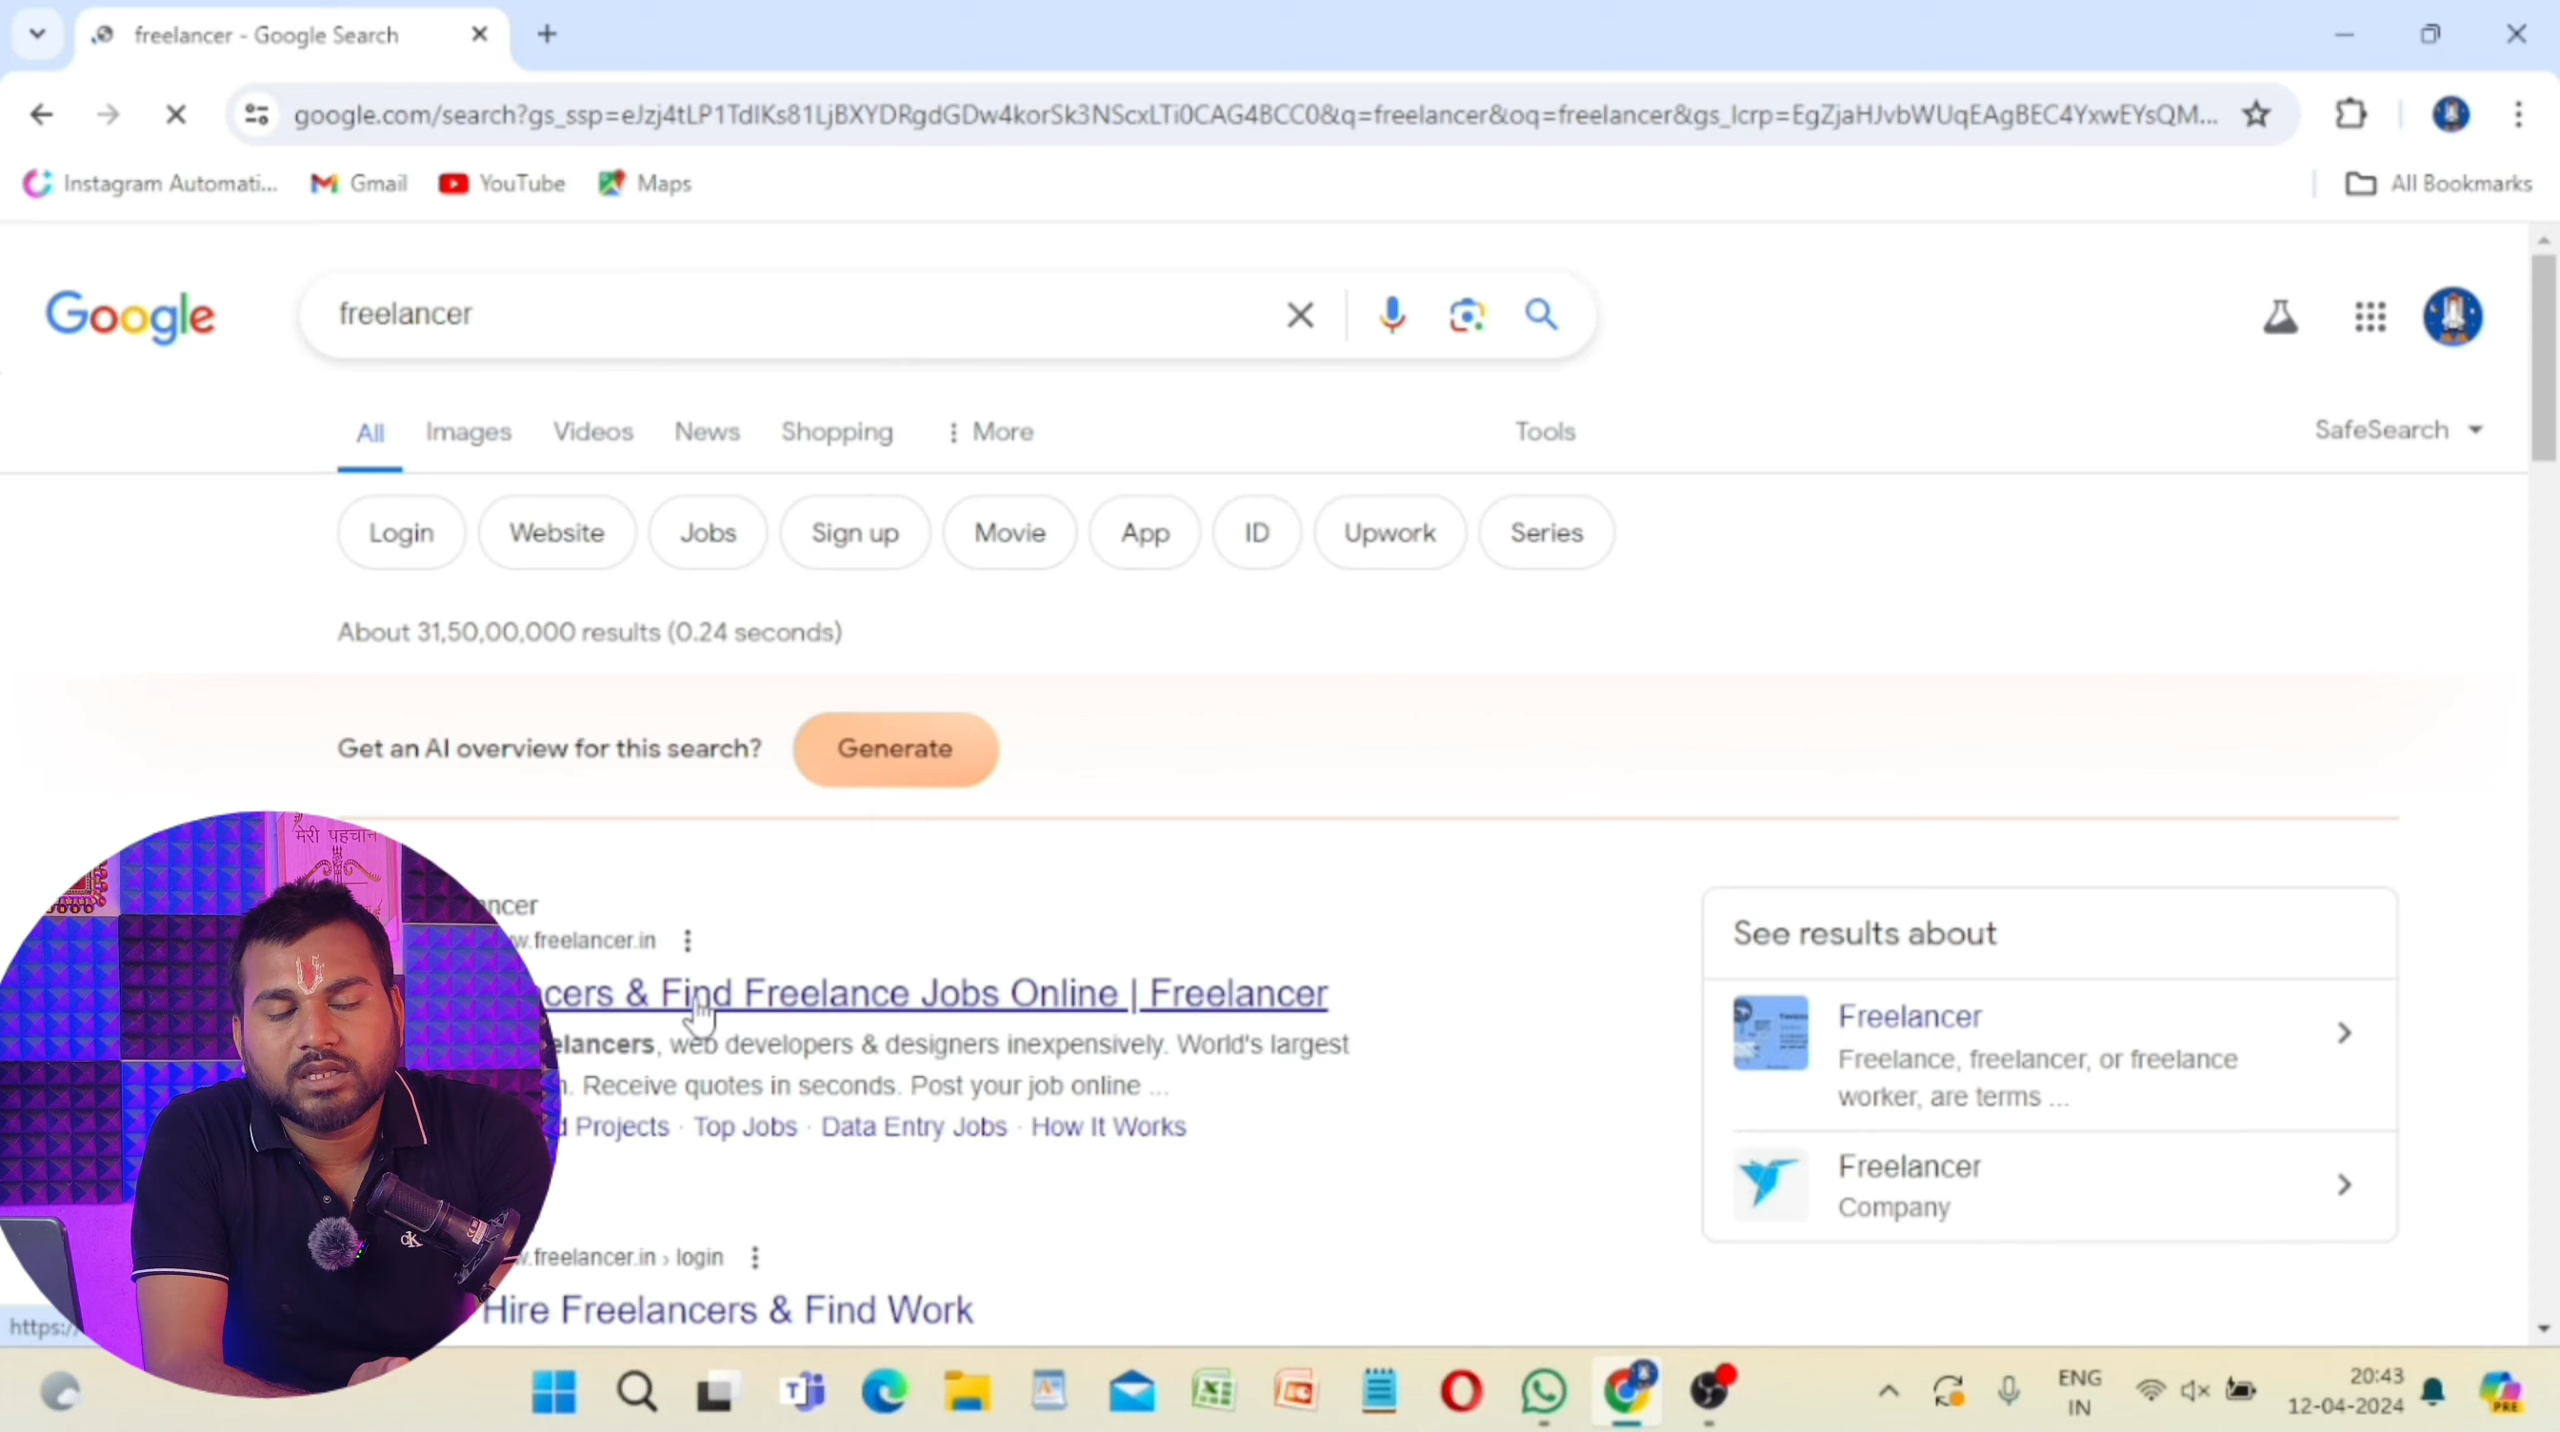 freelancer - Google Search
google.com/search?gs_ssp=eJzj4tLP1TdIKs81LjBXYDRgdGDw4korSk3NScxLTi0CAG4BCC0&q=freelancer&oq=freelancer&gs_lcrp=EgZjaHJvbWUqEAgBEC4YxwEYsQM...
Instagram Automati...
Gmail
YouTube
Maps
All Bookmarks
Google
freelancer
All
Images
Videos
News
Shopping
More
Tools
SafeSearch
Login
Website
Jobs
Sign up
Movie
App
ID
Upwork
Series
About 31,50,00,000 results (0.24 seconds)
Get an AI overview for this search?
Generate
मेरी पहचान
ncer
w.freelancer.in
cers & Find Freelance Jobs Online | Freelancer
elancers, web developers & designers inexpensively. World's largest
n. Receive quotes in seconds. Post your job online ...
d Projects · Top Jobs · Data Entry Jobs · How It Works
w.freelancer.in › login
Hire Freelancers & Find Work
See results about
Freelancer
Freelance, freelancer, or freelance
worker, are terms ...
Freelancer
Company
ck
https://
ENG
IN
20:43
12-04-2024
PRE